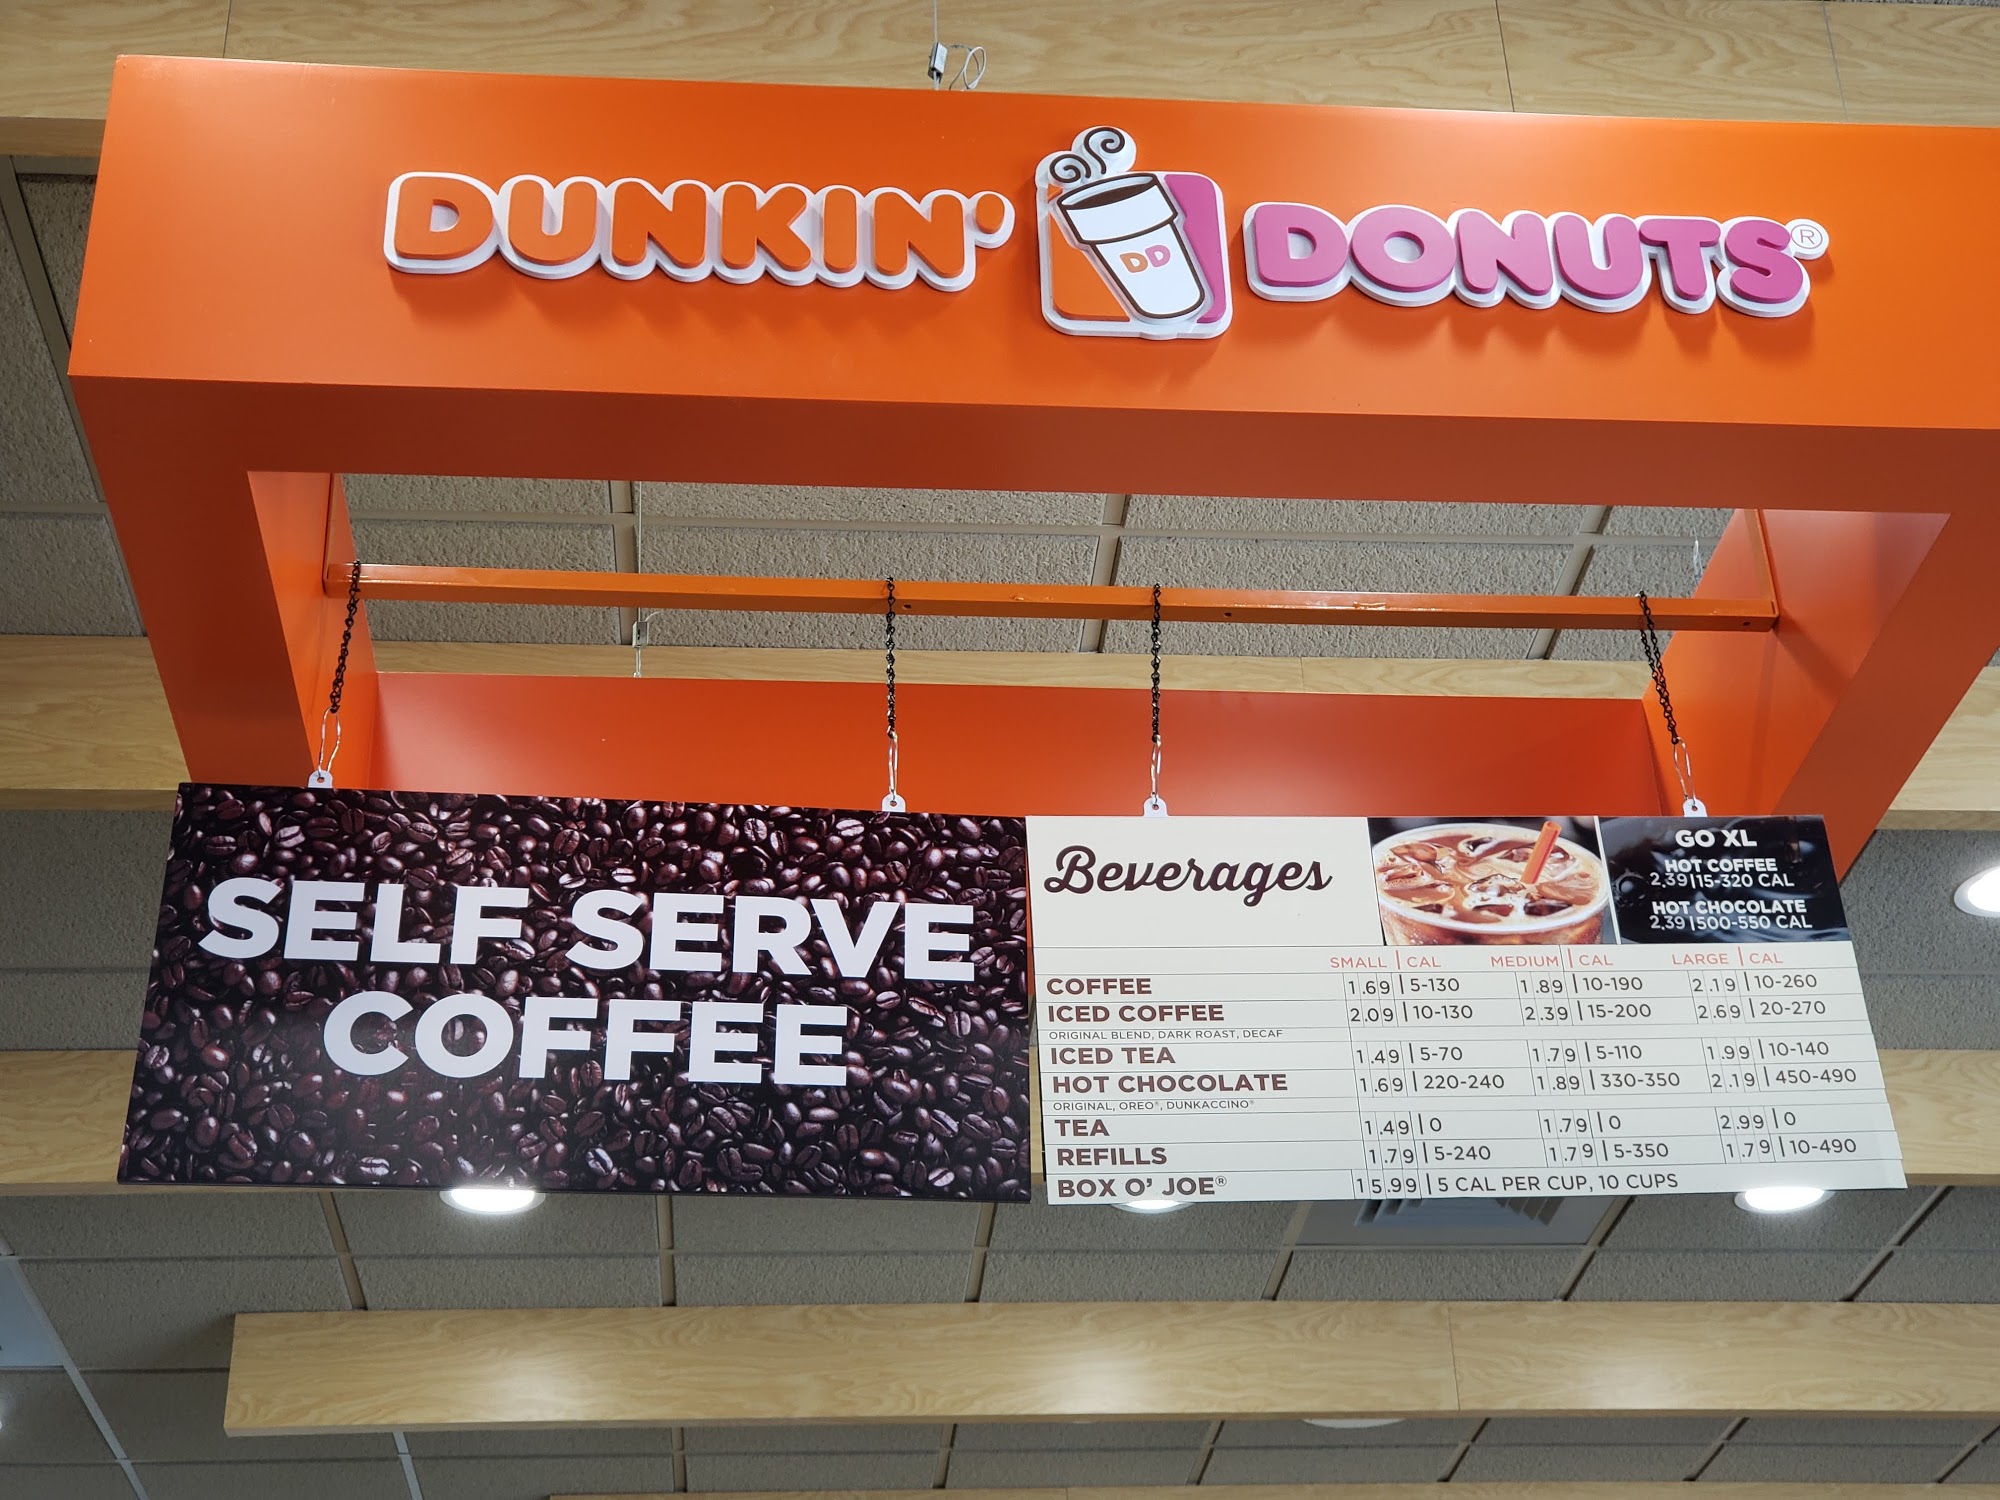 DUNKIN' DD DONUTS®
SELF SERVE
COFFEE
Beverages
GO XL
HOT COFFEE
2.39 | 15-320 CAL
HOT CHOCOLATE
2.39 | 500-550 CAL
SMALL | CAL MEDIUM | CAL LARGE | CAL
COFFEE 1.69 | 5-130 1.89 | 10-190 2.19 | 10-260
ICED COFFEE 2.09 | 10-130 2.39 | 15-200 2.69 | 20-270
ORIGINAL BLEND, DARK ROAST, DECAF
ICED TEA 1.49 | 5-70 1.79 | 5-110 1.99 | 10-140
HOT CHOCOLATE 1.69 | 220-240 1.89 | 330-350 2.19 | 450-490
ORIGINAL, OREO®, DUNKACCINO®
TEA 1.49 | 0 1.79 | 0 2.99 | 0
REFILLS 1.79 | 5-240 1.79 | 5-350 1.79 | 10-490
BOX O' JOE® 15.99 | 5 CAL PER CUP, 10 CUPS